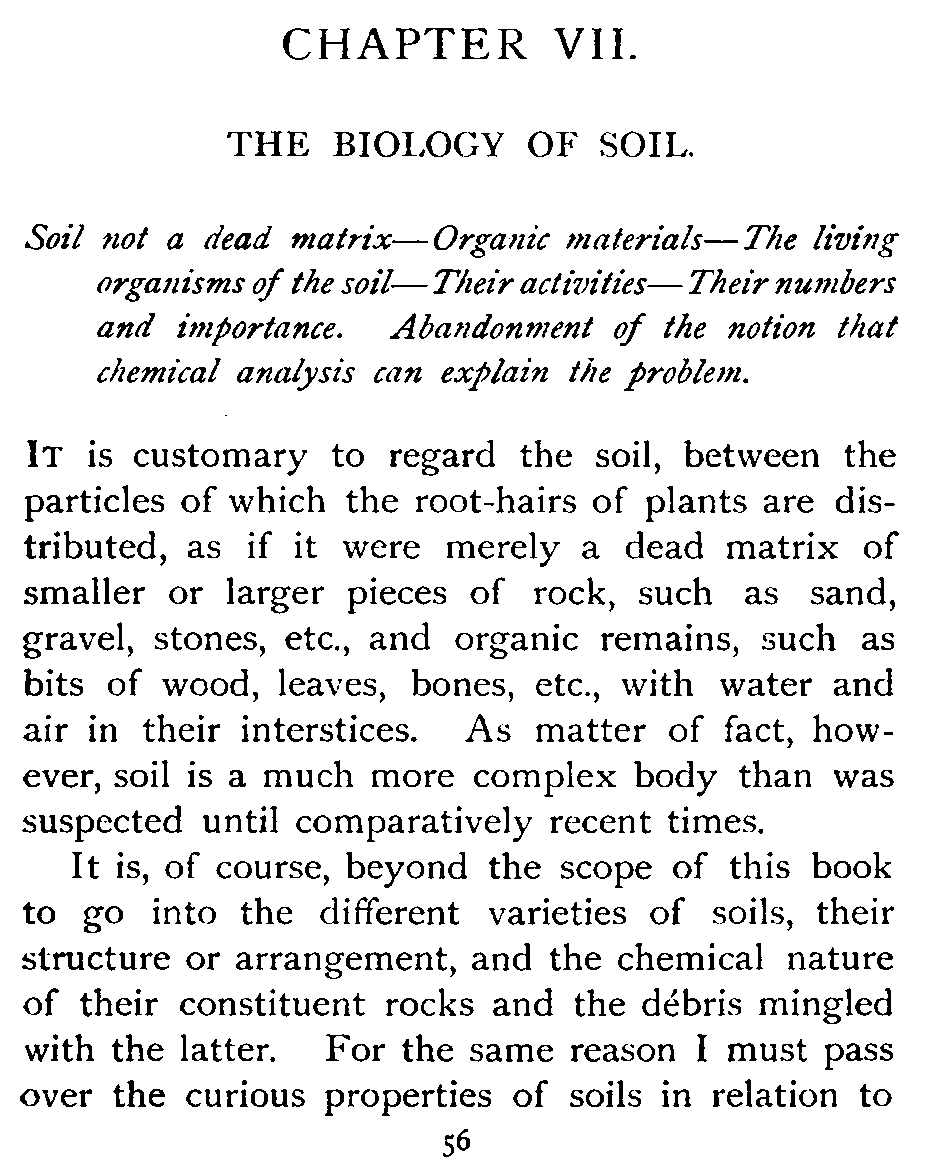 CHAPTER VII.
THE BIOLOGY OF SOIL.
Soil not a dead matrix—Organic materials—The living
organisms of the soil—Their activities—Their numbers
and importance. Abandonment of the notion that
chemical analysis can explain the problem.
IT is customary to regard the soil, between the
particles of which the root-hairs of plants are dis-
tributed, as if it were merely a dead matrix of
smaller or larger pieces of rock, such as sand,
gravel, stones, etc., and organic remains, such as
bits of wood, leaves, bones, etc., with water and
air in their interstices. As matter of fact, how-
ever, soil is a much more complex body than was
suspected until comparatively recent times.
It is, of course, beyond the scope of this book
to go into the different varieties of soils, their
structure or arrangement, and the chemical nature
of their constituent rocks and the débris mingled
with the latter. For the same reason I must pass
over the curious properties of soils in relation to
56